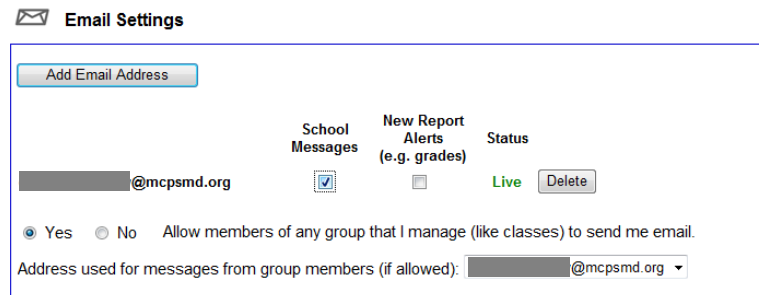 Email Settings
Add Email Address
School Messages
New Report Alerts (e.g. grades)
Status
@mcpsmd.org
Live
Delete
Yes
No
Allow members of any group that I manage (like classes) to send me email.
Address used for messages from group members (if allowed):
@mcpsmd.org